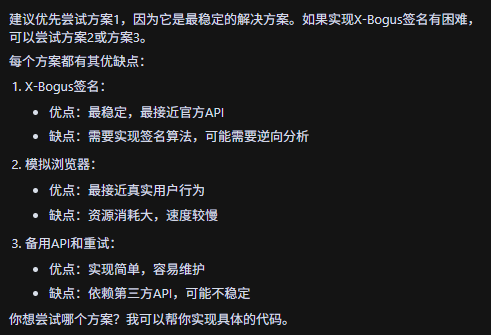 建议优先尝试方案1，因为它是最稳定的解决方案。如果实现X-Bogus签名有困难，
可以尝试方案2或方案3。
每个方案都有其优缺点：
1. X-Bogus签名：
• 优点：最稳定，最接近官方API
• 缺点：需要实现签名算法，可能需要逆向分析
2. 模拟浏览器：
• 优点：最接近真实用户行为
• 缺点：资源消耗大，速度较慢
3. 备用API和重试：
• 优点：实现简单，容易维护
• 缺点：依赖第三方API，可能不稳定
你想尝试哪个方案？我可以帮你实现具体的代码。